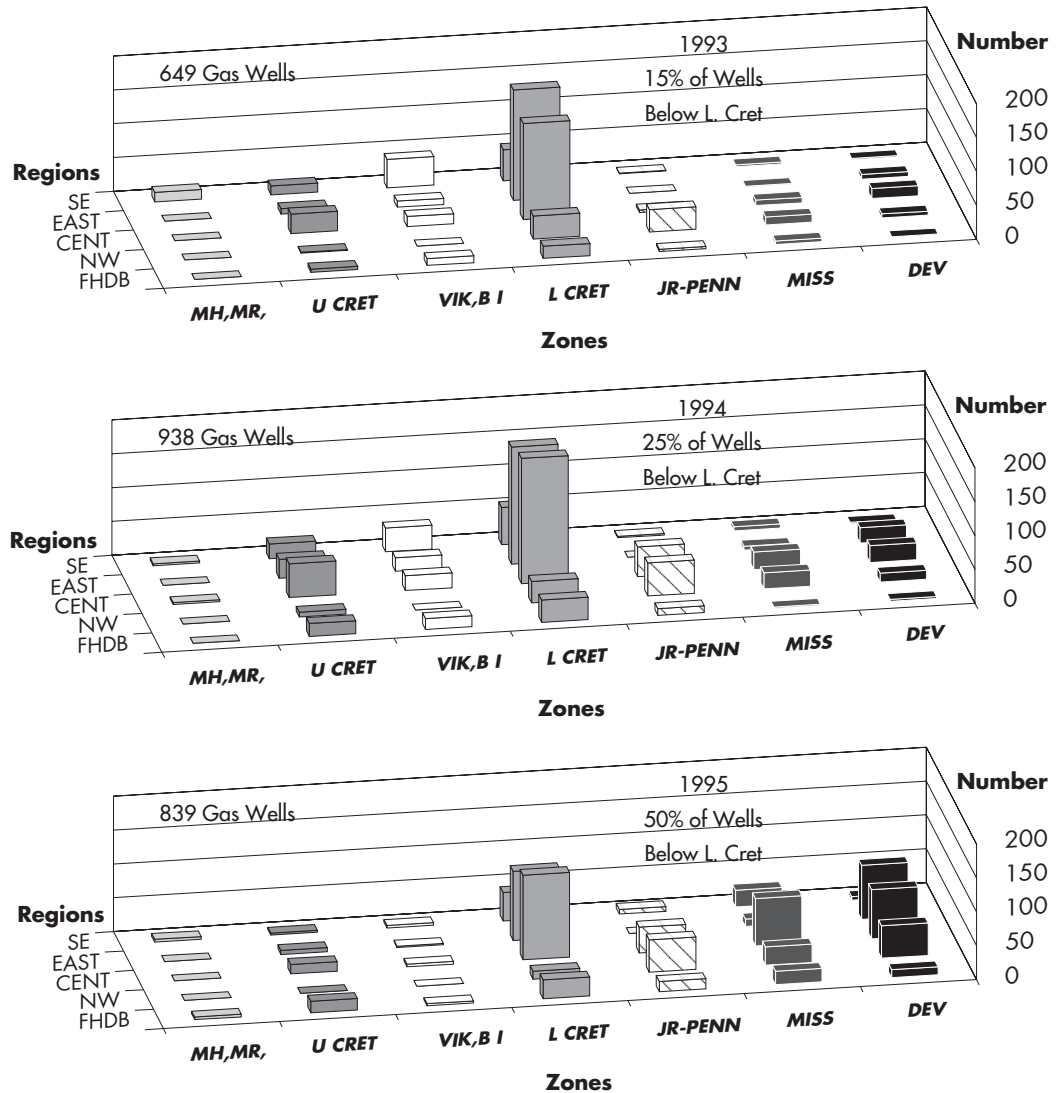 1993
Number
649 Gas Wells
15% of Wells
200
Below L. Cret
150
100
Regions
50
SE
0
EAST
CENT
NW
FHDB
MH,MR,
U CRET
VIK,B I
L CRET
JR-PENN
MISS
DEV
Zones
1994
Number
938 Gas Wells
25% of Wells
200
Below L. Cret
150
100
Regions
50
SE
0
EAST
CENT
NW
FHDB
MH,MR,
U CRET
VIK,B I
L CRET
JR-PENN
MISS
DEV
Zones
1995
Number
839 Gas Wells
50% of Wells
200
Below L. Cret
150
100
Regions
50
SE
0
EAST
CENT
NW
FHDB
MH,MR,
U CRET
VIK,B I
L CRET
JR-PENN
MISS
DEV
Zones